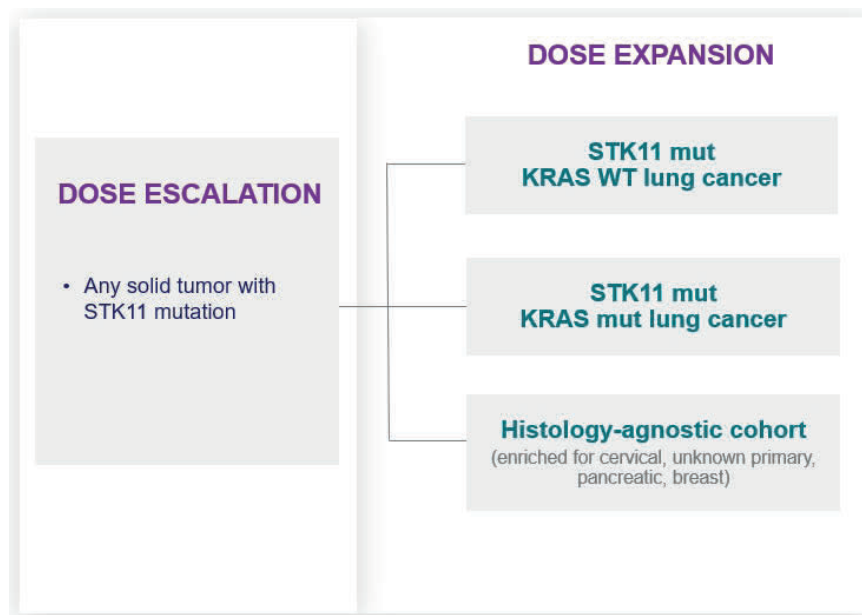 DOSE EXPANSION
DOSE ESCALATION
• Any solid tumor with
STK11 mutation
STK11 mut
KRAS WT lung cancer
STK11 mut
KRAS mut lung cancer
Histology-agnostic cohort
(enriched for cervical, unknown primary,
pancreatic, breast)